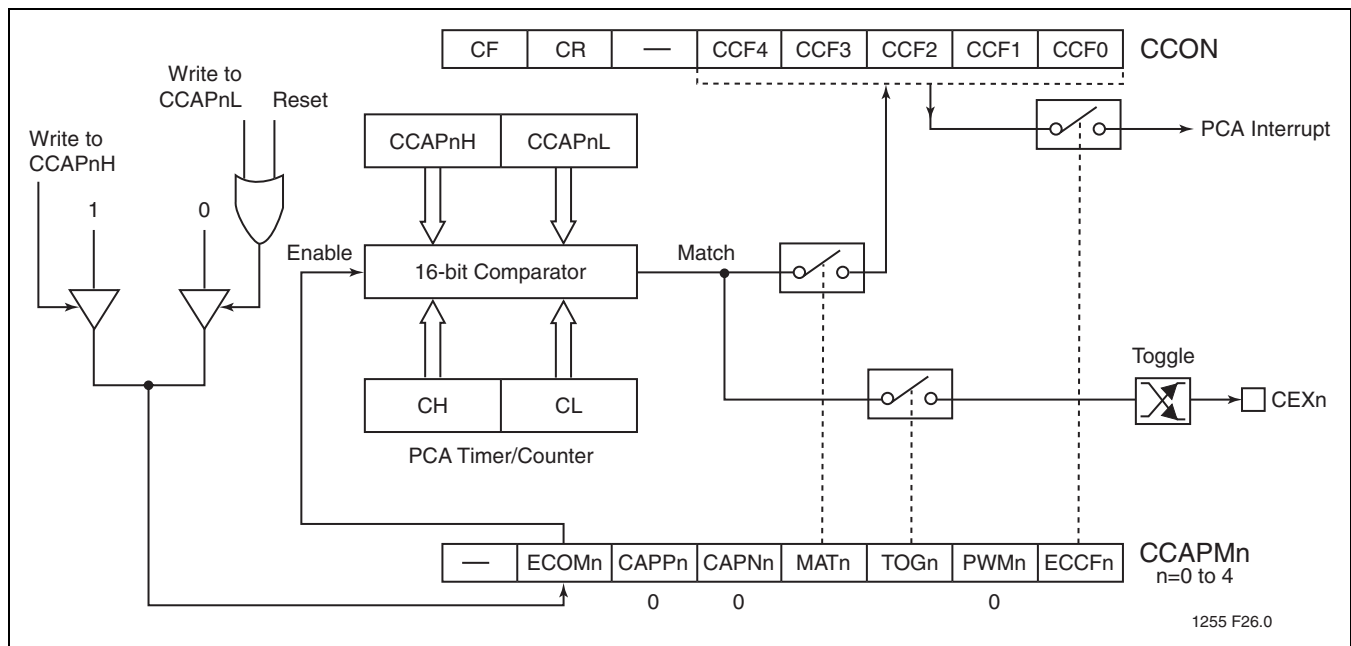 CF CR — CCF4 CCF3 CCF2 CCF1 CCF0 CCON
Write to
CCAPnL
Reset
Write to
CCAPnH
CCAPnH CCAPnL
PCA Interrupt
1 0
Enable
16-bit Comparator
Match
Toggle
CH CL
CEXn
PCA Timer/Counter
— ECOMn CAPPn CAPNn MATn TOGn PWMn ECCFn CCAPMn
n=0 to 4
0 0 0
1255 F26.0